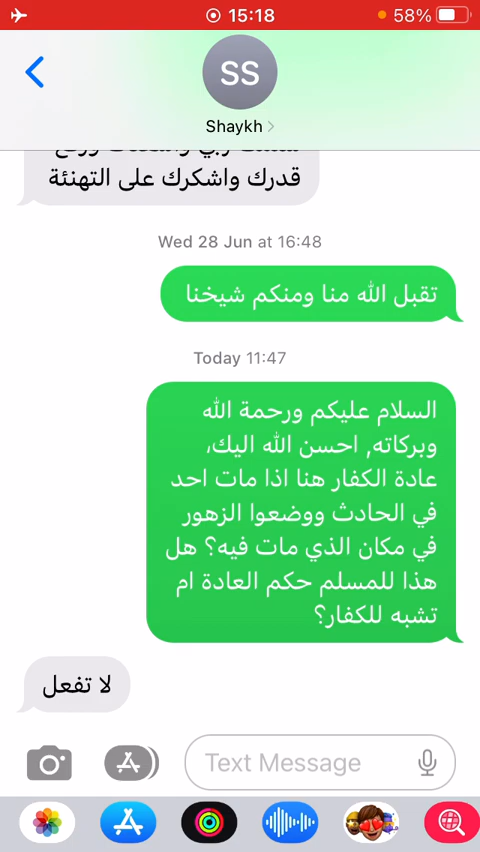 15:18
58%
SS
Shaykh
قدرك واشكرك على التهنئة
Wed 28 Jun at 16:48
تقبل الله منا ومنكم شيخنا
Today 11:47
السلام عليكم ورحمة الله
وبركاته, احسن الله اليك،
عادة الكفار هنا اذا مات احد
في الحادث ووضعوا الزهور
في مكان الذي مات فيه؟ هل
هذا للمسلم حكم العادة ام
تشبه للكفار؟
لا تفعل
Text Message